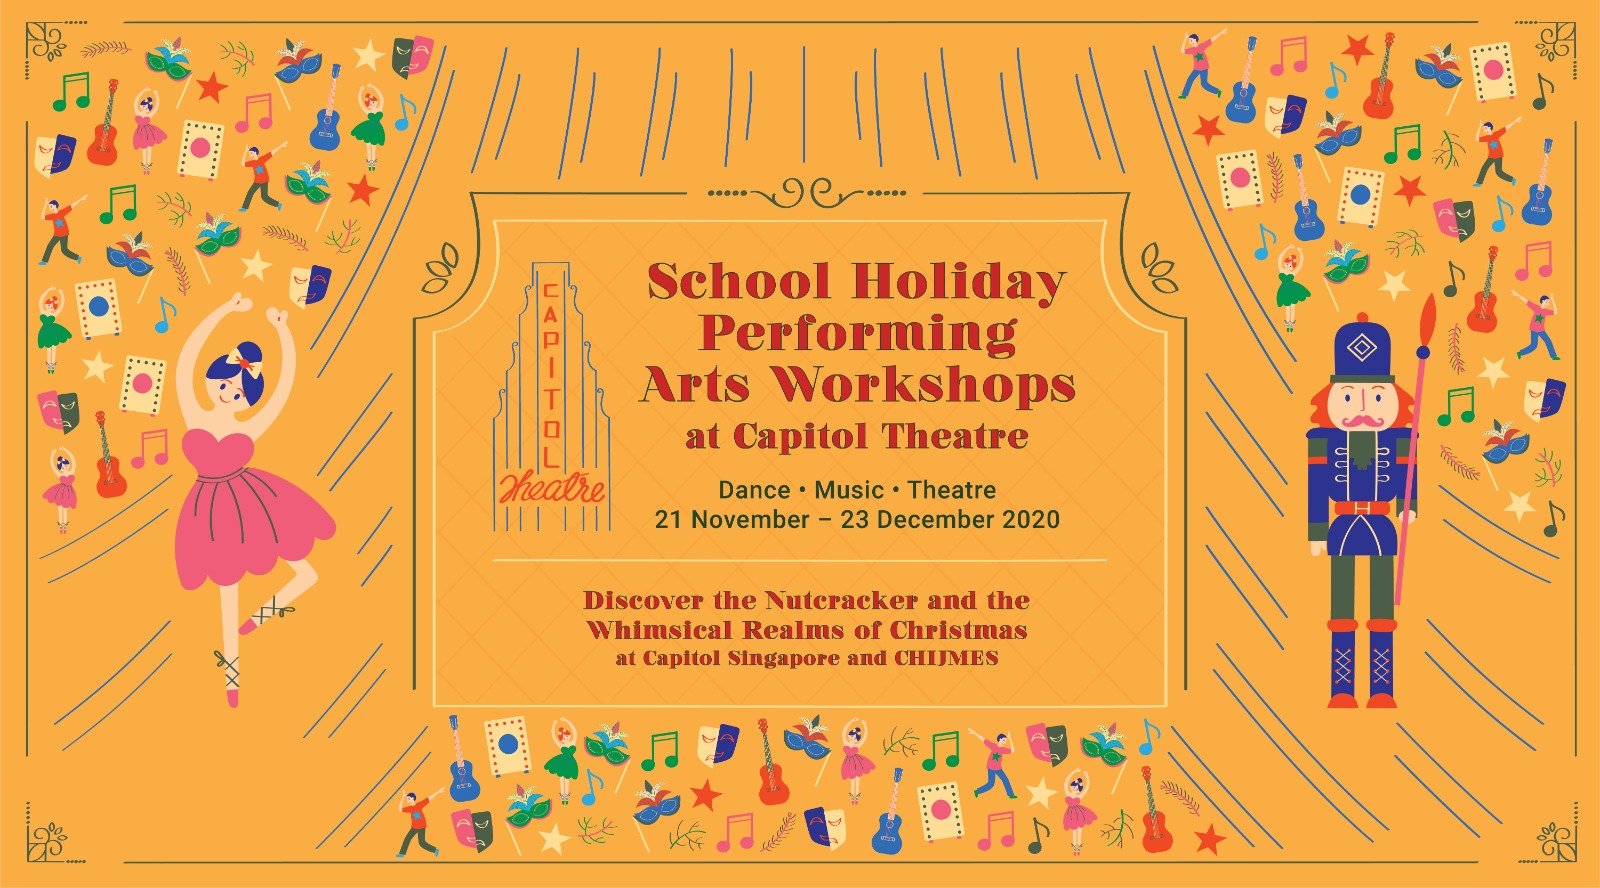 CAPITOL
Theatre
School Holiday
Performing
Arts Workshops
at Capitol Theatre
Dance • Music • Theatre
21 November – 23 December 2020
Discover the Nutcracker and the
Whimsical Realms of Christmas
at Capitol Singapore and CHIJMES